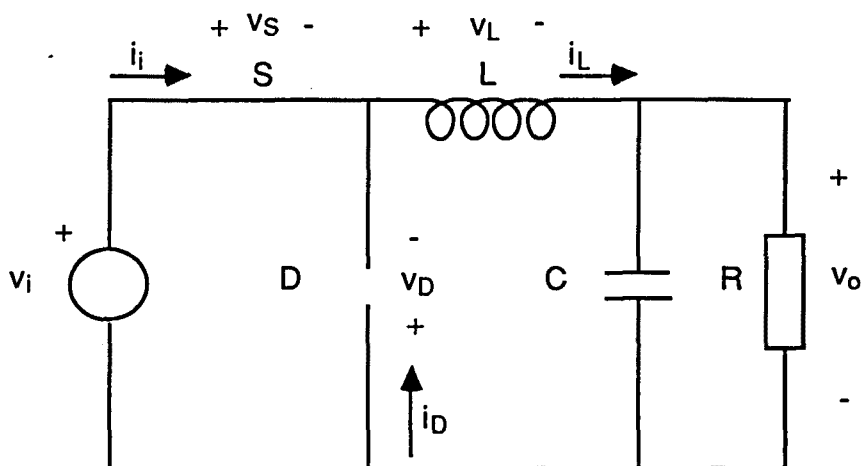 + vS - + vL -
ii S L iL
+ - +
vi D vD C R vo
+
iD -